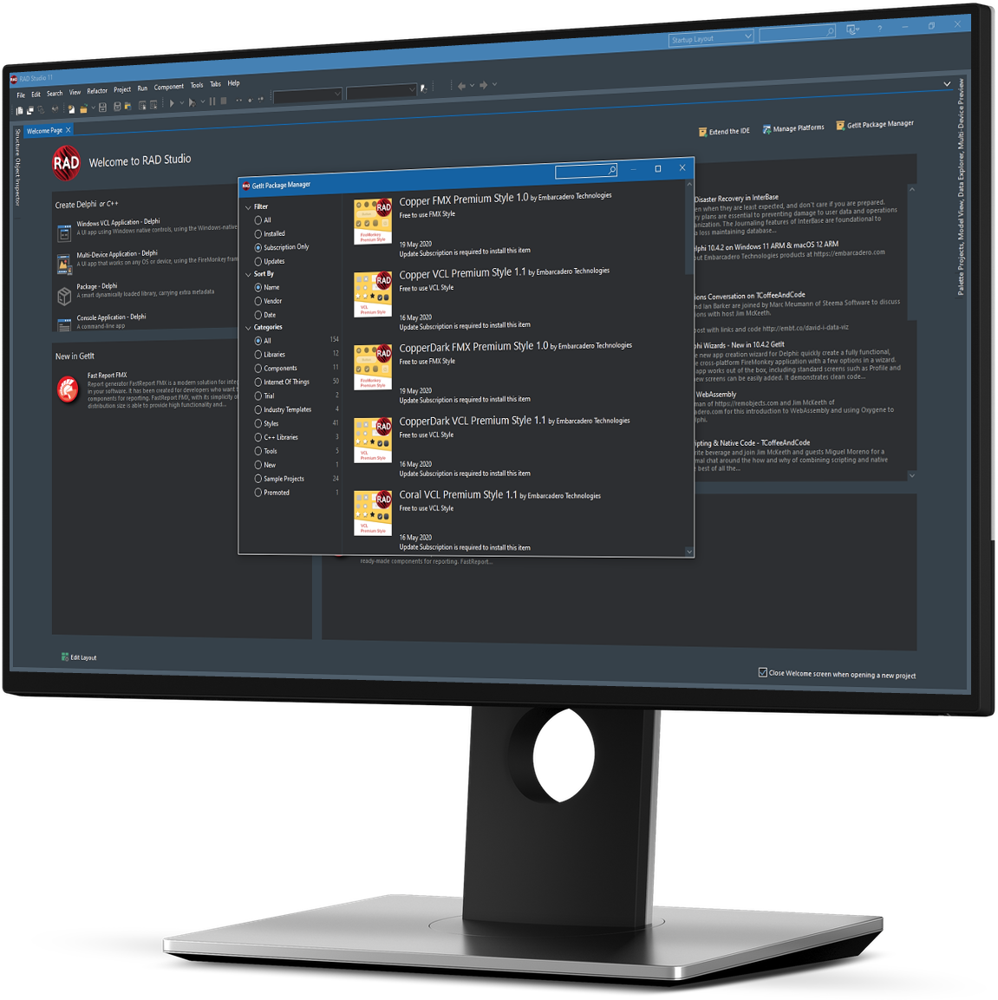 RAD Studio 11
Startup Layout
?
File Edit Search View Refactor Project Run Component Tools Tabs Help
Welcome Page
Structure Object Inspector
RAD
Welcome to RAD Studio
Extend the IDE
Manage Platforms
GetIt Package Manager
Palette Projects, Model View, Data Explorer, Multi-Device Preview
Create Delphi or C++
Windows VCL Application - Delphi
A UI app using Windows native controls, using the Windows-native
Multi-Device Application - Delphi
A UI app that works on any OS or device, using the FireMonkey fram
Package - Delphi
A smart dynamically loaded library, carrying extra metadata
Console Application - Delphi
A command-line app
New in GetIt
Fast Report FMX
Report generator FastReport FMX is a modern solution for integ
in your software. It has been created for developers who want t
components for reporting. FastReport FMX, with its simplicity o
distribution size is able to provide high functionality and...
GetIt Package Manager
Filter
All
Installed
Subscription Only
Updates
Sort By
Name
Vendor
Date
Categories
All 154
Libraries 12
Components 11
Internet Of Things 50
Trial 2
Industry Templates 4
Styles 41
C++ Libraries 3
Tools 5
New 1
Sample Projects 24
Promoted 1
RAD
FireMonkey
Premium Style
Copper FMX Premium Style 1.0 by Embarcadero Technologies
Free to use FMX Style
19 May 2020
Update Subscription is required to install this item
RAD
VCL
Premium Style
Copper VCL Premium Style 1.1 by Embarcadero Technologies
Free to use VCL Style
16 May 2020
Update Subscription is required to install this item
RAD
FireMonkey
Premium Style
CopperDark FMX Premium Style 1.0 by Embarcadero Technologies
Free to use FMX Style
19 May 2020
Update Subscription is required to install this item
RAD
VCL
Premium Style
CopperDark VCL Premium Style 1.1 by Embarcadero Technologies
Free to use VCL Style
16 May 2020
Update Subscription is required to install this item
RAD
VCL
Premium Style
Coral VCL Premium Style 1.1 by Embarcadero Technologies
Free to use VCL Style
16 May 2020
Update Subscription is required to install this item
Disaster Recovery in InterBase
en when they are least expected, and don't care if you are prepared.
ry plans are essential to preventing damage to user data and operations
anization. The Journaling features of InterBase are foundational to
a loss maintaining database...
lphi 10.4.2 on Windows 11 ARM & macOS 12 ARM
out Embarcadero Technologies products at https://embarcadero.com
ions Conversation on TCoffeeAndCode
nd Ian Barker are joined by Marc Meumann of Steema Software to discuss
ons with host Jim McKeeth.
post with links and code http://embt.co/david-i-data-viz
phi Wizards - New in 10.4.2 GetIt
e new app creation wizard for Delphi: quickly create a fully functional,
e cross-platform FireMonkey application with a few options in a wizard.
app works out of the box, including standard screens such as Profile and
ew screens can be easily added. It demonstrates clean code...
WebAssembly
man of https://remobjects.com and Jim McKeeth of
adero.com for this introduction to WebAssembly and using Oxygene to
lphi.
ipting & Native Code - TCoffeeAndCode
rite beverage and join Jim McKeeth and guests Miguel Moreno for a
mal chat around the how and why of combining scripting and native
e best of all the...
ready-made components for reporting. FastReport...
Edit Layout
Close Welcome screen when opening a new project